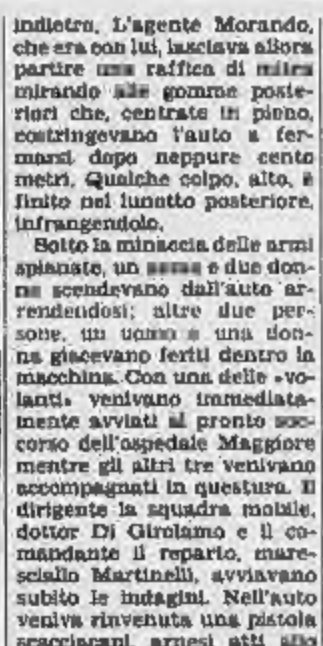 indietro. L'agente Morando,
che era con lui, lasciava allora
partire una raffica di mitra
mirando alle gomme poste-
riori che, centrate in pieno,
costringevano l'auto a fer-
marsi dopo neppure cento
metri. Qualche colpo, alto, è
finito nel lunotto posteriore,
infrangendolo.
Sotto la minaccia delle armi
spianate, un e due don-
ne scendevano dall'auto ar-
rendendosi; altre due per-
sone, un uomo e una don-
na giacevano feriti dentro la
macchina. Con una delle «vo-
lanti» venivano immediata-
mente avviati al pronto soc-
corso dell'ospedale Maggiore
mentre gli altri tre venivano
accompagnati in questura. Il
dirigente la squadra mobile,
dottor Di Girolamo e il co-
mandante il reparto, mare-
sciallo Martinelli, avviavano
subito le indagini. Nell'auto
veniva rinvenuta una pistola
scacciacani, arnesi atti allo